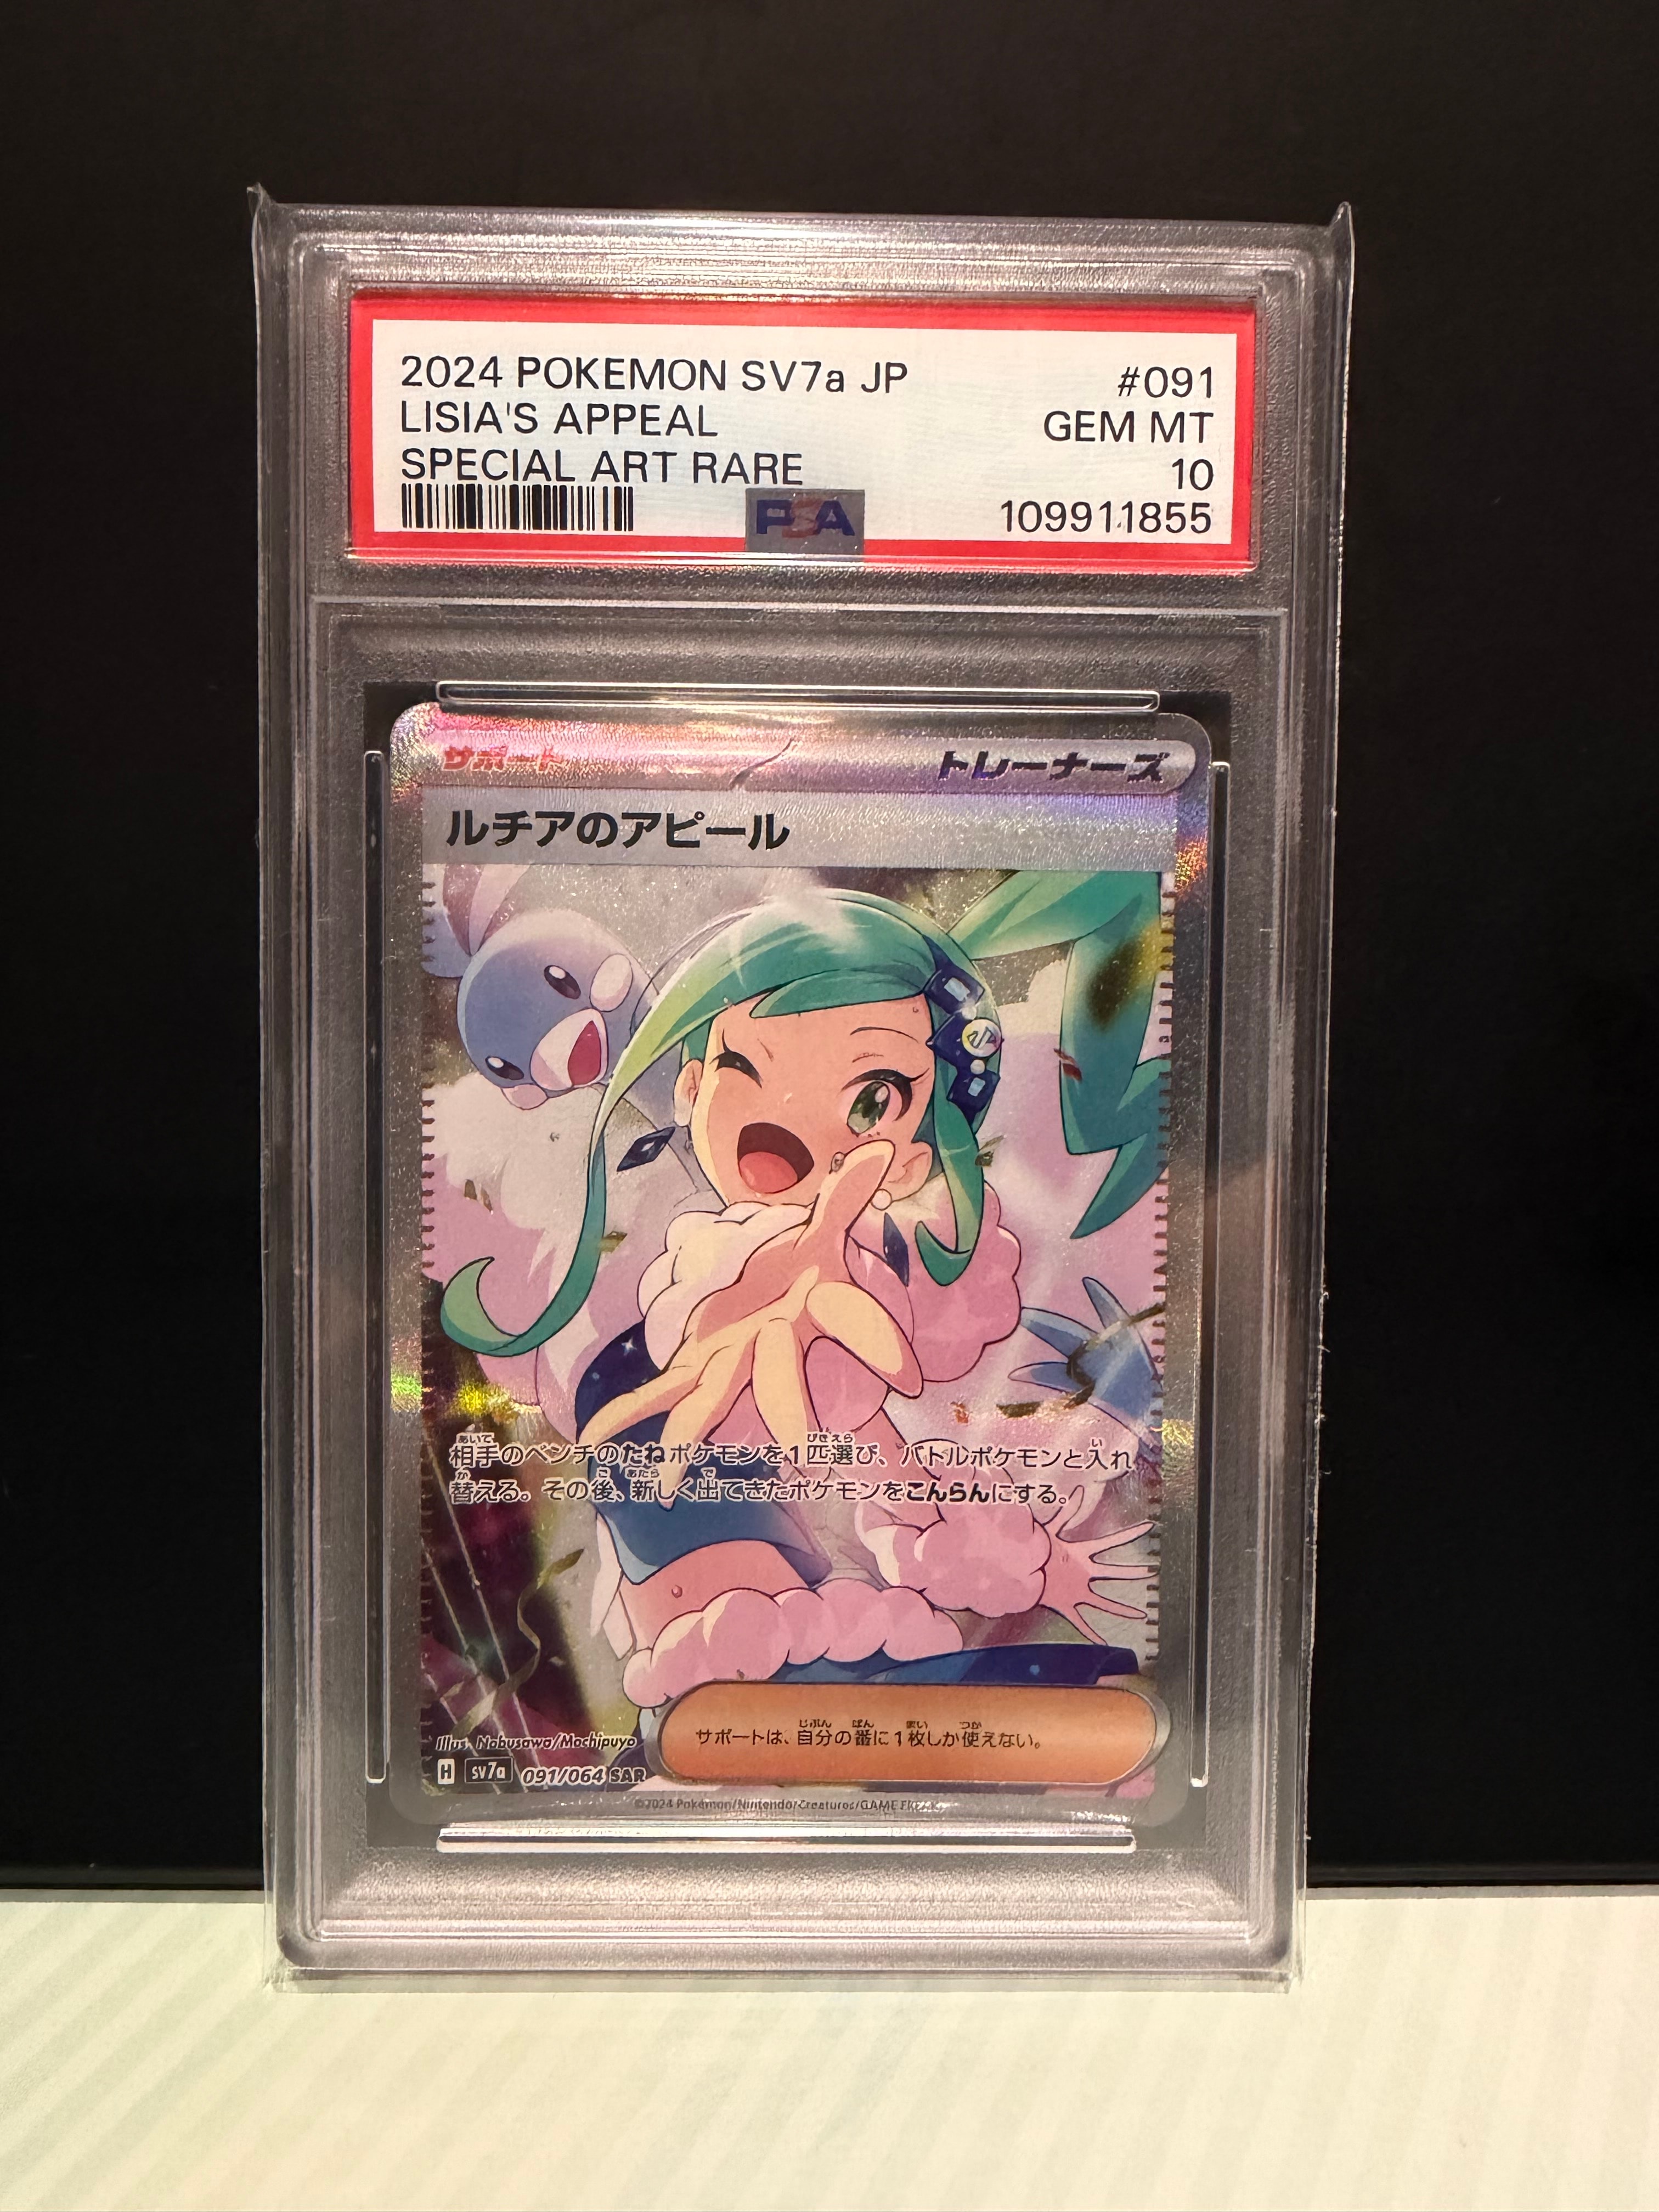 2024 POKEMON SV7a JP #091
LISIA'S APPEAL GEM MT
SPECIAL ART RARE 10
PSA 109911855
サポート トレーナーズ
ルチアのアピール
相手のベンチのたねポケモンを1匹選び、バトルポケモンと入れ
替える。その後、新しく出てきたポケモンをこんらんにする。
サポートは、自分の番に1枚しか使えない。
Illus. Nobusawa/Mochipuyo
H sv7a 091/064 SAR
©2024 Pokémon/Nintendo/Creatures/GAME FREAK